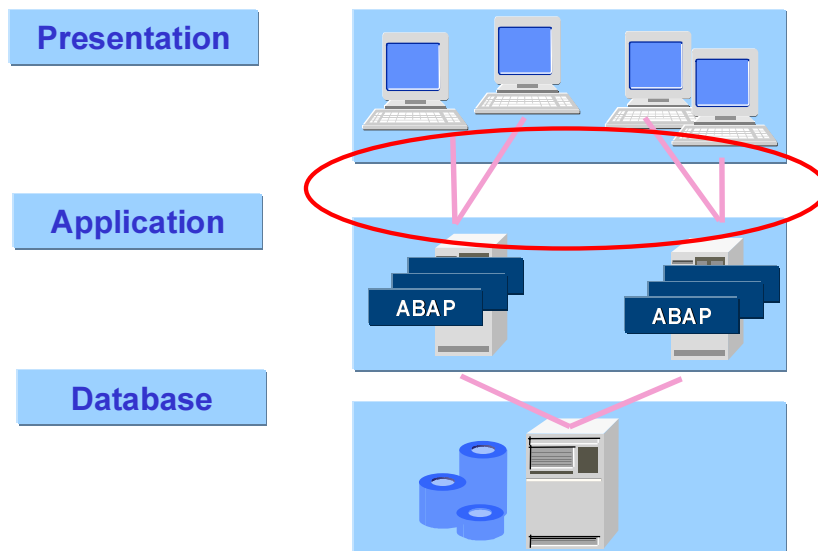 Presentation
Application
ABAP
ABAP
Database